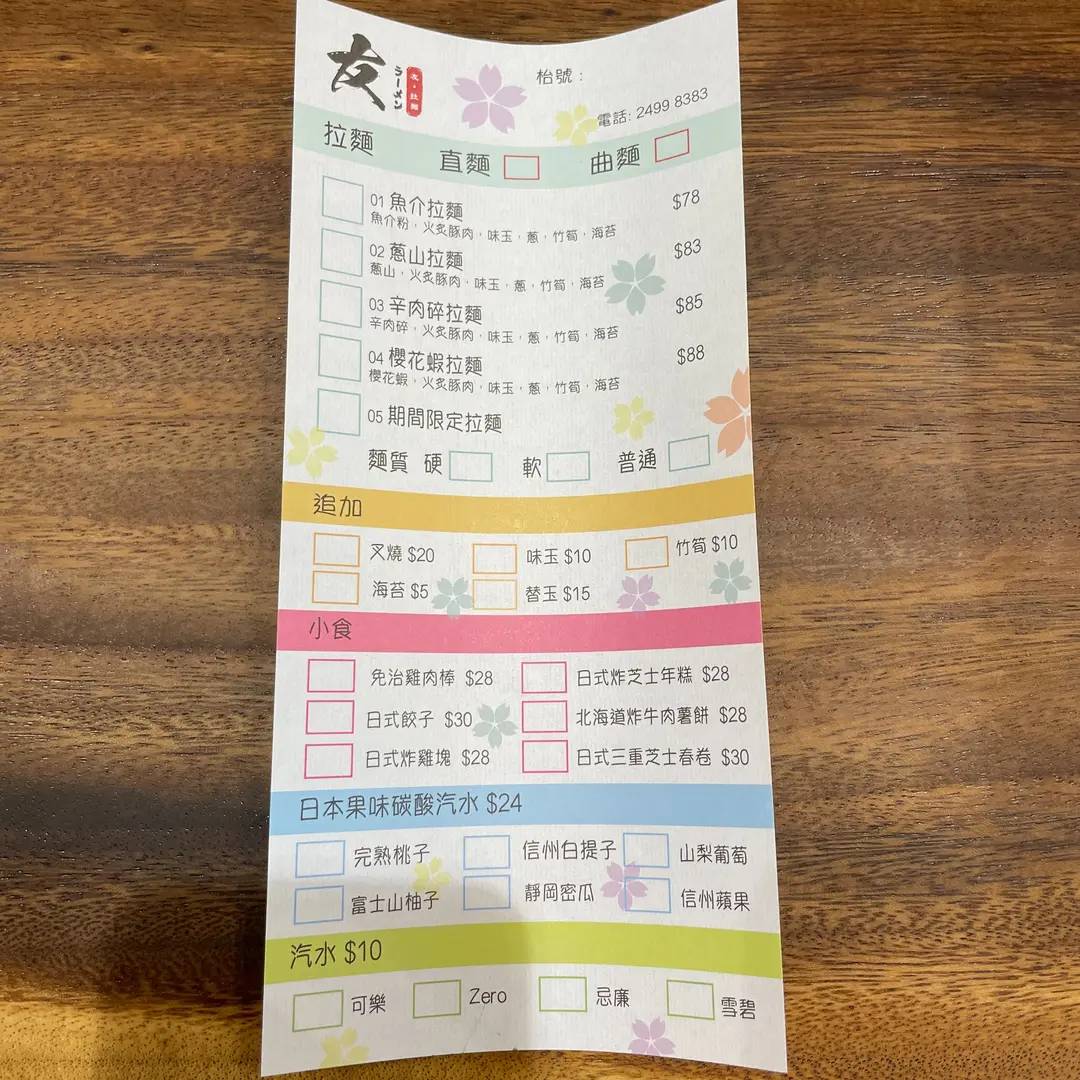 友
ラーメン
友・拉麵
枱號：
電話: 2499 8383
拉麵 直麵 曲麵
01 魚介拉麵 $78
魚介粉，火炙豚肉，味玉，蔥，竹筍，海苔
02 蔥山拉麵 $83
蔥山，火炙豚肉、味玉，蔥，竹筍，海苔
03 辛肉碎拉麵 $85
辛肉碎，火炙豚肉，味玉，蔥，竹筍，海苔
04 櫻花蝦拉麵 $88
櫻花蝦，火炙豚肉，味玉，蔥，竹筍，海苔
05 期間限定拉麵
麵質 硬 軟 普通
追加
叉燒 $20 味玉 $10 竹筍 $10
海苔 $5 替玉 $15
小食
免治雞肉棒 $28 日式炸芝士年糕 $28
日式餃子 $30 北海道炸牛肉薯餅 $28
日式炸雞塊 $28 日式三重芝士春卷 $30
日本果味碳酸汽水 $24
完熟桃子 信州白提子 山梨葡萄
富士山柚子 靜岡密瓜 信州蘋果
汽水 $10
可樂 Zero 忌廉 雪碧